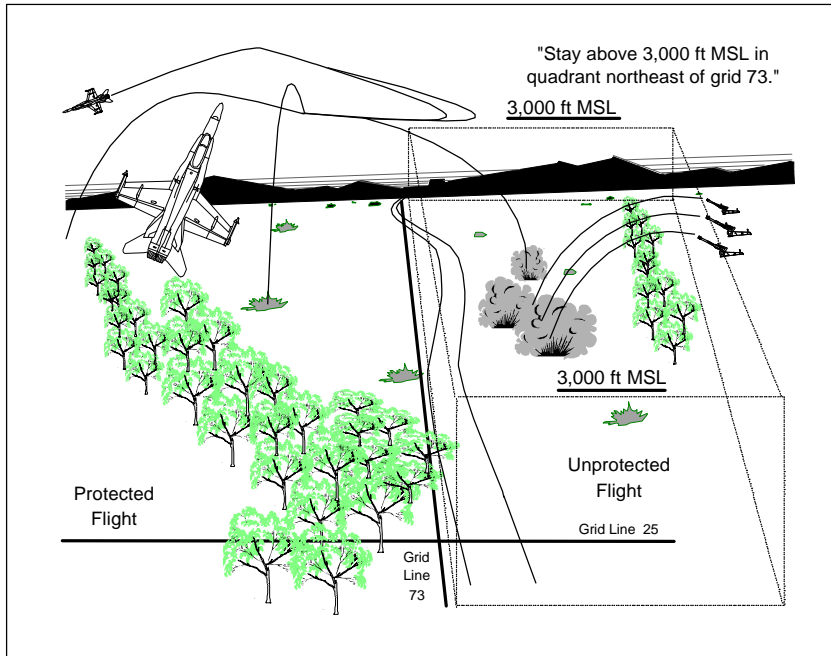 "Stay above 3,000 ft MSL in
quadrant northeast of grid 73."
3,000 ft MSL
3,000 ft MSL
Unprotected
Flight
Protected
Flight
Grid Line 25
Grid
Line
73